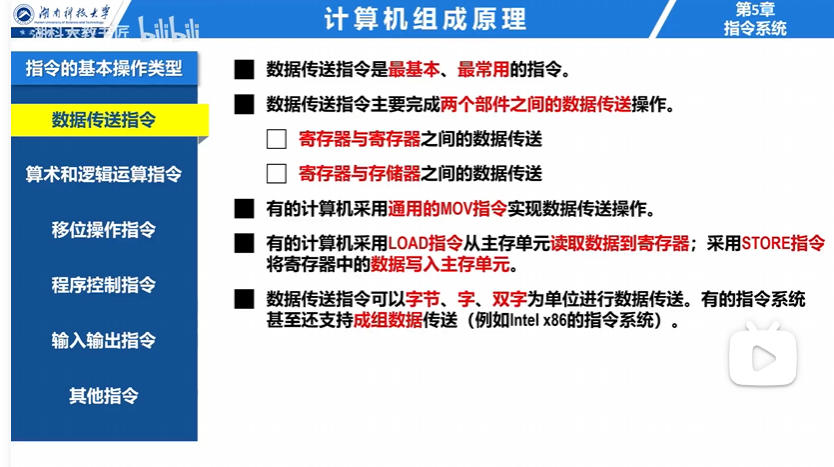 湖南科技大学
湖科大教书匠 bilibili
计算机组成原理
第5章
指令系统
指令的基本操作类型
数据传送指令
算术和逻辑运算指令
移位操作指令
程序控制指令
输入输出指令
其他指令
数据传送指令是最基本、最常用的指令。
数据传送指令主要完成两个部件之间的数据传送操作。
寄存器与寄存器之间的数据传送
寄存器与存储器之间的数据传送
有的计算机采用通用的MOV指令实现数据传送操作。
有的计算机采用LOAD指令从主存单元读取数据到寄存器；采用STORE指令
将寄存器中的数据写入主存单元。
数据传送指令可以字节、字、双字为单位进行数据传送。有的指令系统
甚至还支持成组数据传送（例如Intel x86的指令系统）。